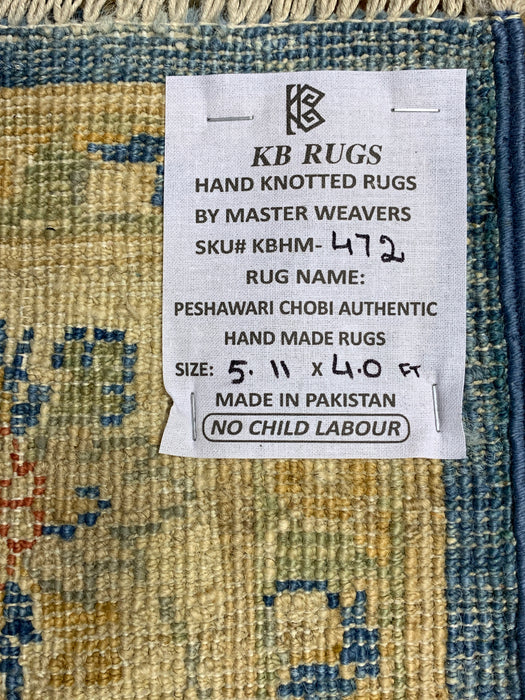 KB RUGS
HAND KNOTTED RUGS
BY MASTER WEAVERS
SKU# KBHM-472
RUG NAME:
PESHAWARI CHOBI AUTHENTIC
HAND MADE RUGS
SIZE: 5.11 X 4.0 FT
MADE IN PAKISTAN
NO CHILD LABOUR